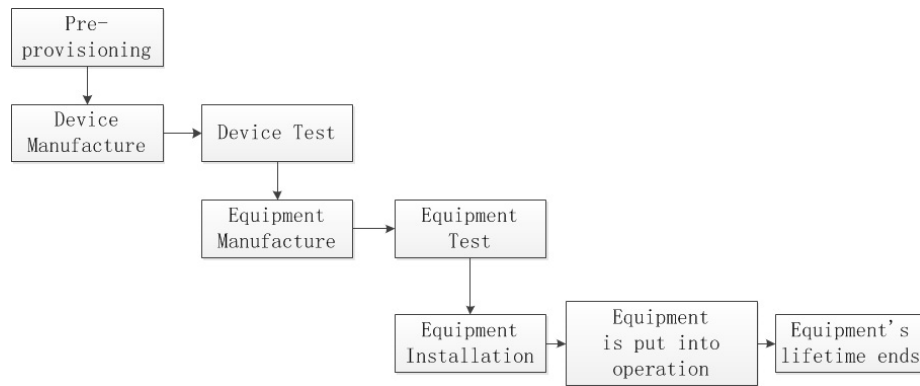 Pre-
provisioning
Device
Manufacture
Device Test
Equipment
Manufacture
Equipment
Test
Equipment
Installation
Equipment
is put into
operation
Equipment's
lifetime ends